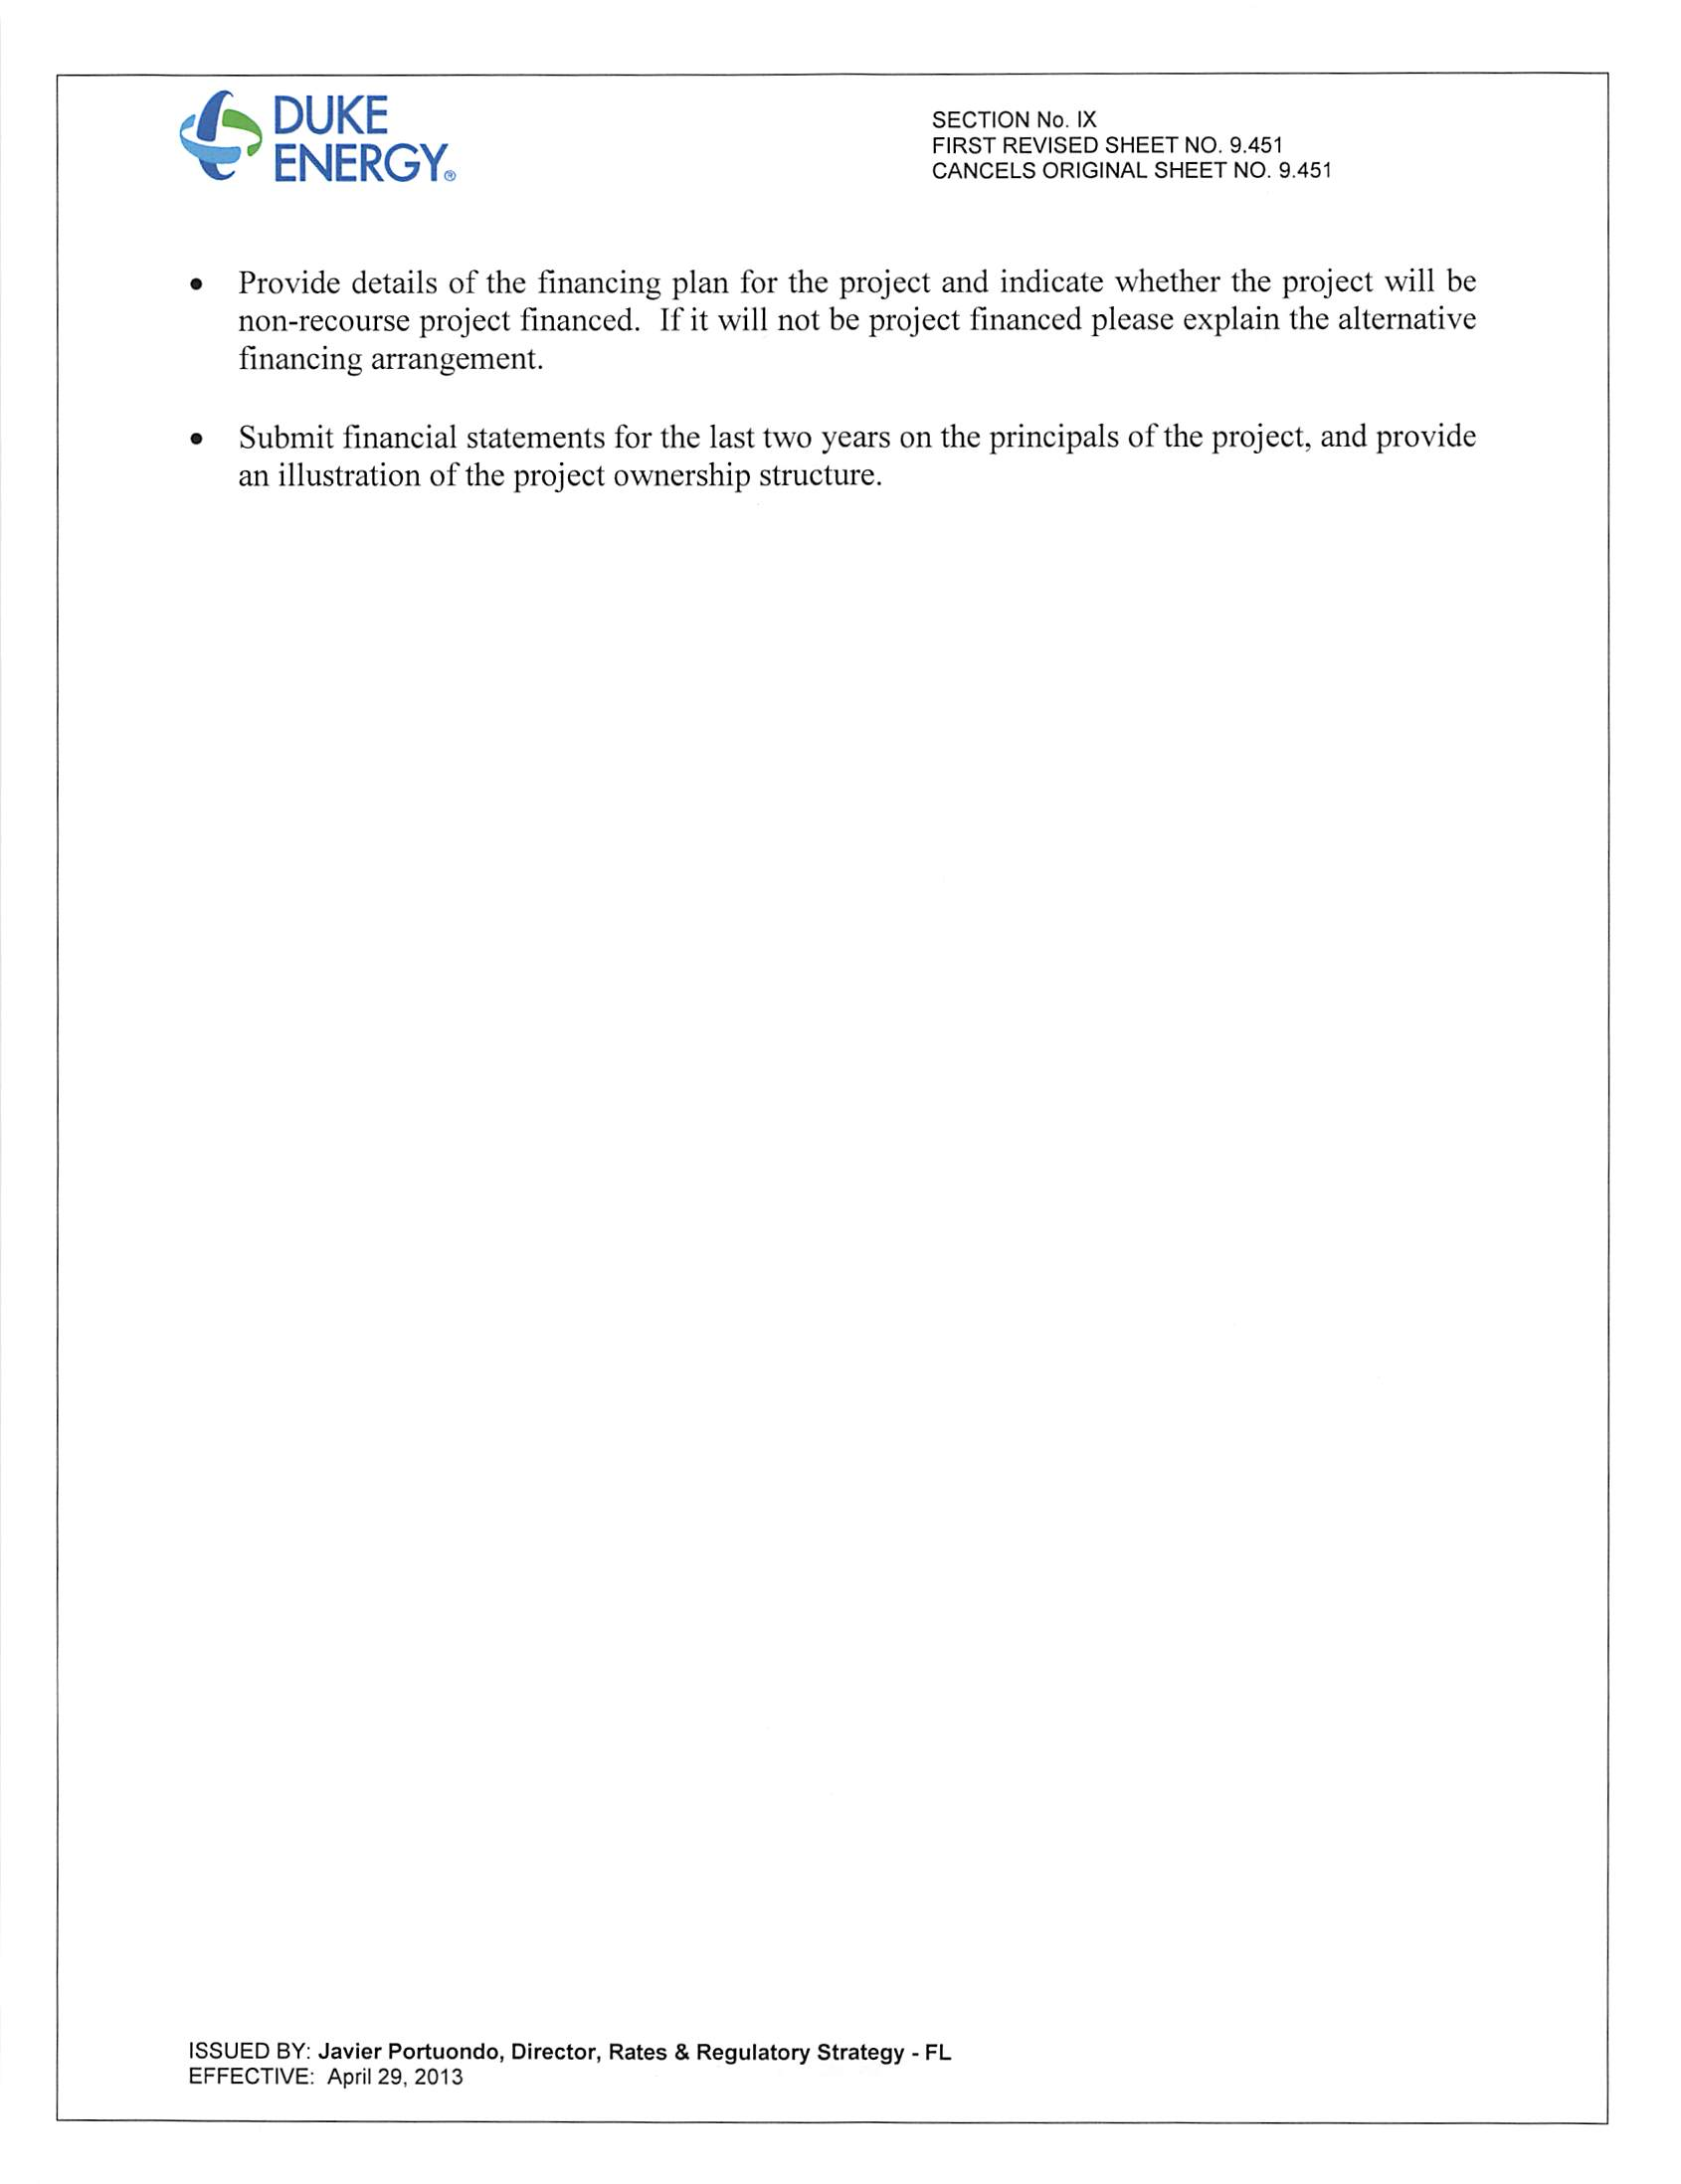 DUKE
ENERGY®
SECTION No. IX
FIRST REVISED SHEET NO. 9.451
CANCELS ORIGINAL SHEET NO. 9.451
• Provide details of the financing plan for the project and indicate whether the project will be
non-recourse project financed. If it will not be project financed please explain the alternative
financing arrangement.
• Submit financial statements for the last two years on the principals of the project, and provide
an illustration of the project ownership structure.
ISSUED BY: Javier Portuondo, Director, Rates & Regulatory Strategy - FL
EFFECTIVE: April 29, 2013